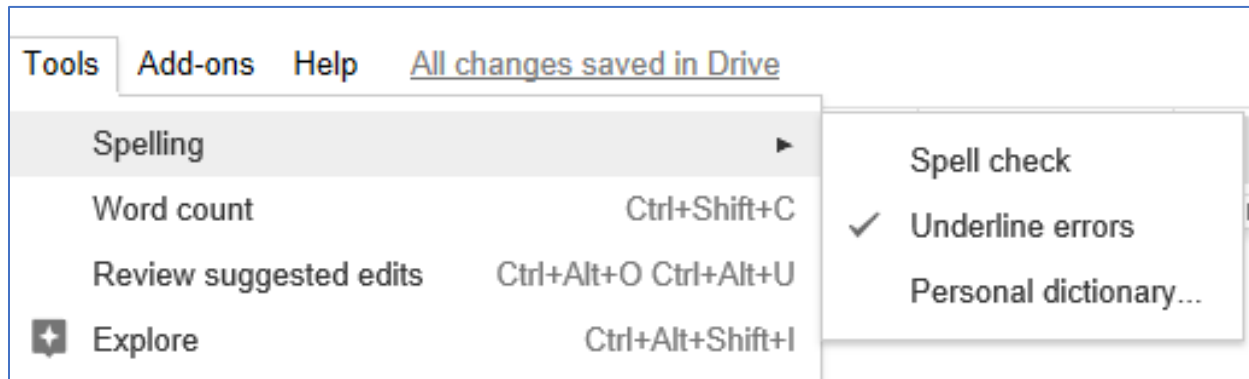 Tools Add-ons Help All changes saved in Drive
Spelling
Spell check
Word count Ctrl+Shift+C
Underline errors
Review suggested edits Ctrl+Alt+O Ctrl+Alt+U
Personal dictionary...
Explore Ctrl+Alt+Shift+I